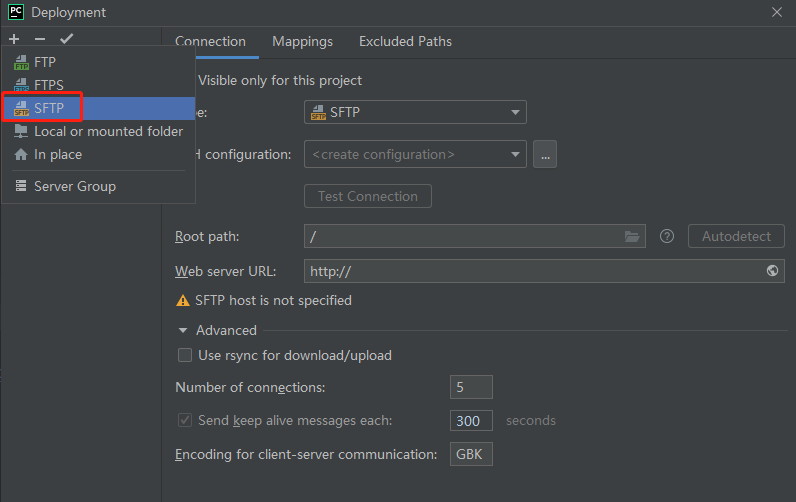 PC Deployment
Connection Mappings Excluded Paths
FTP
FTPS
SFTP
Local or mounted folder
In place
Server Group
Visible only for this project
SFTP
configuration: <create configuration>
...
Test Connection
Root path: / Autodetect
Web server URL: http://
SFTP host is not specified
Advanced
Use rsync for download/upload
Number of connections: 5
Send keep alive messages each: 300 seconds
Encoding for client-server communication: GBK